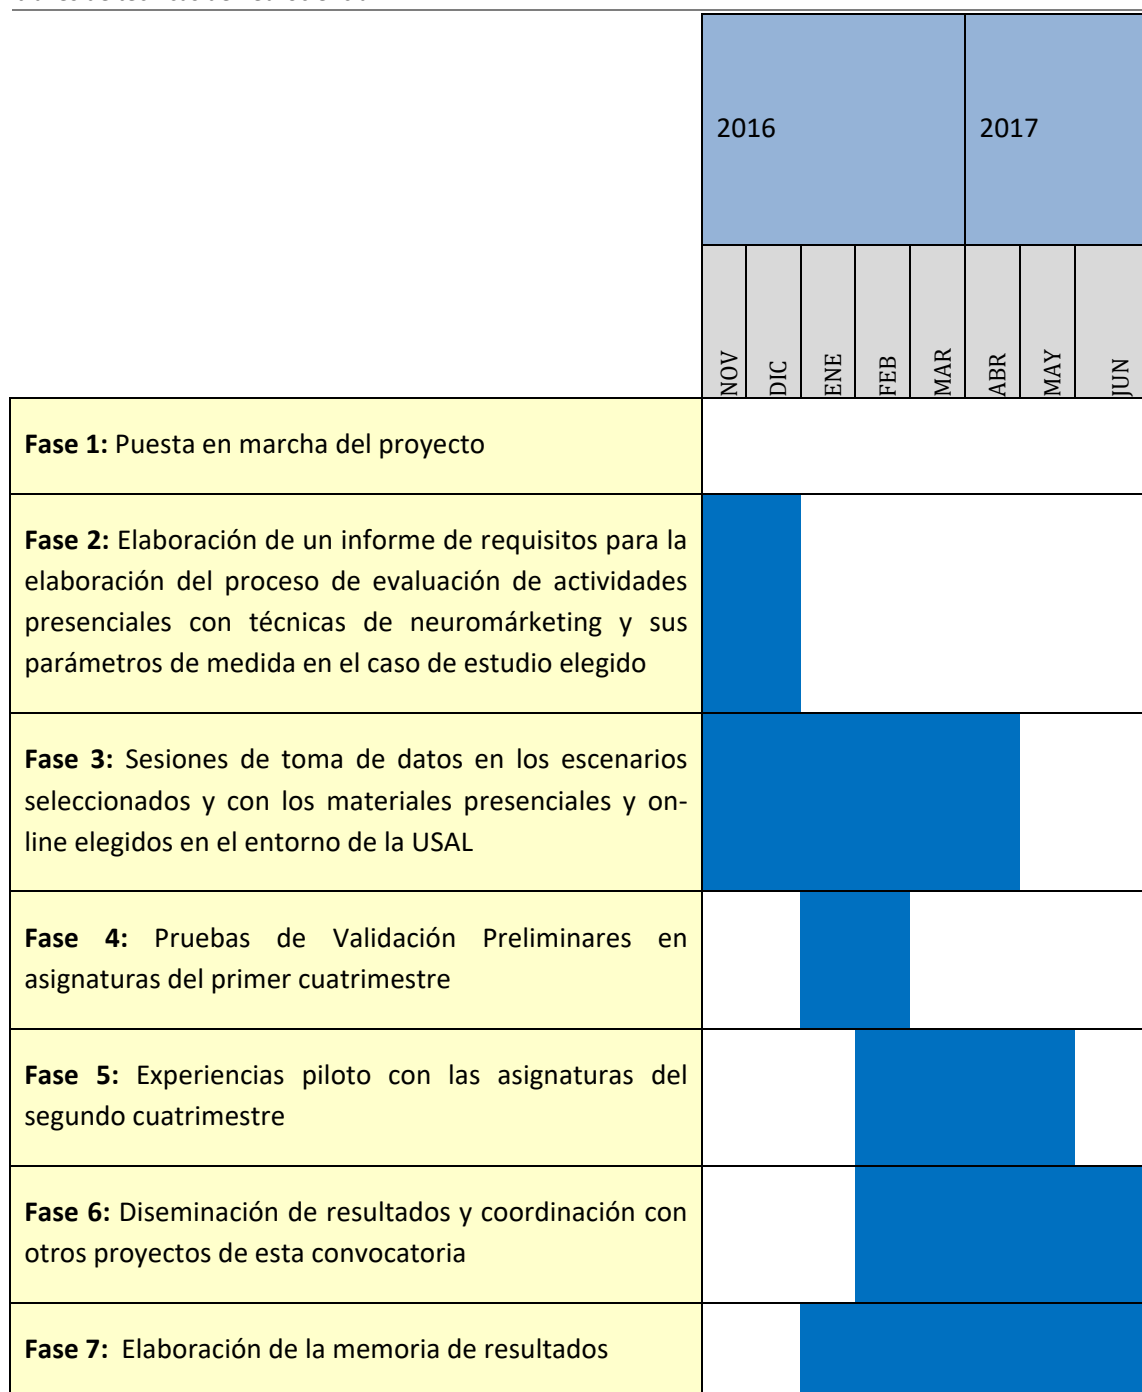 2016 2017
NOV DIC ENE FEB MAR ABR MAY JUN
Fase 1: Puesta en marcha del proyecto
Fase 2: Elaboración de un informe de requisitos para la
elaboración del proceso de evaluación de actividades
presenciales con técnicas de neuromárketing y sus
parámetros de medida en el caso de estudio elegido
Fase 3: Sesiones de toma de datos en los escenarios
seleccionados y con los materiales presenciales y on-
line elegidos en el entorno de la USAL
Fase 4: Pruebas de Validación Preliminares en
asignaturas del primer cuatrimestre
Fase 5: Experiencias piloto con las asignaturas del
segundo cuatrimestre
Fase 6: Diseminación de resultados y coordinación con
otros proyectos de esta convocatoria
Fase 7: Elaboración de la memoria de resultados